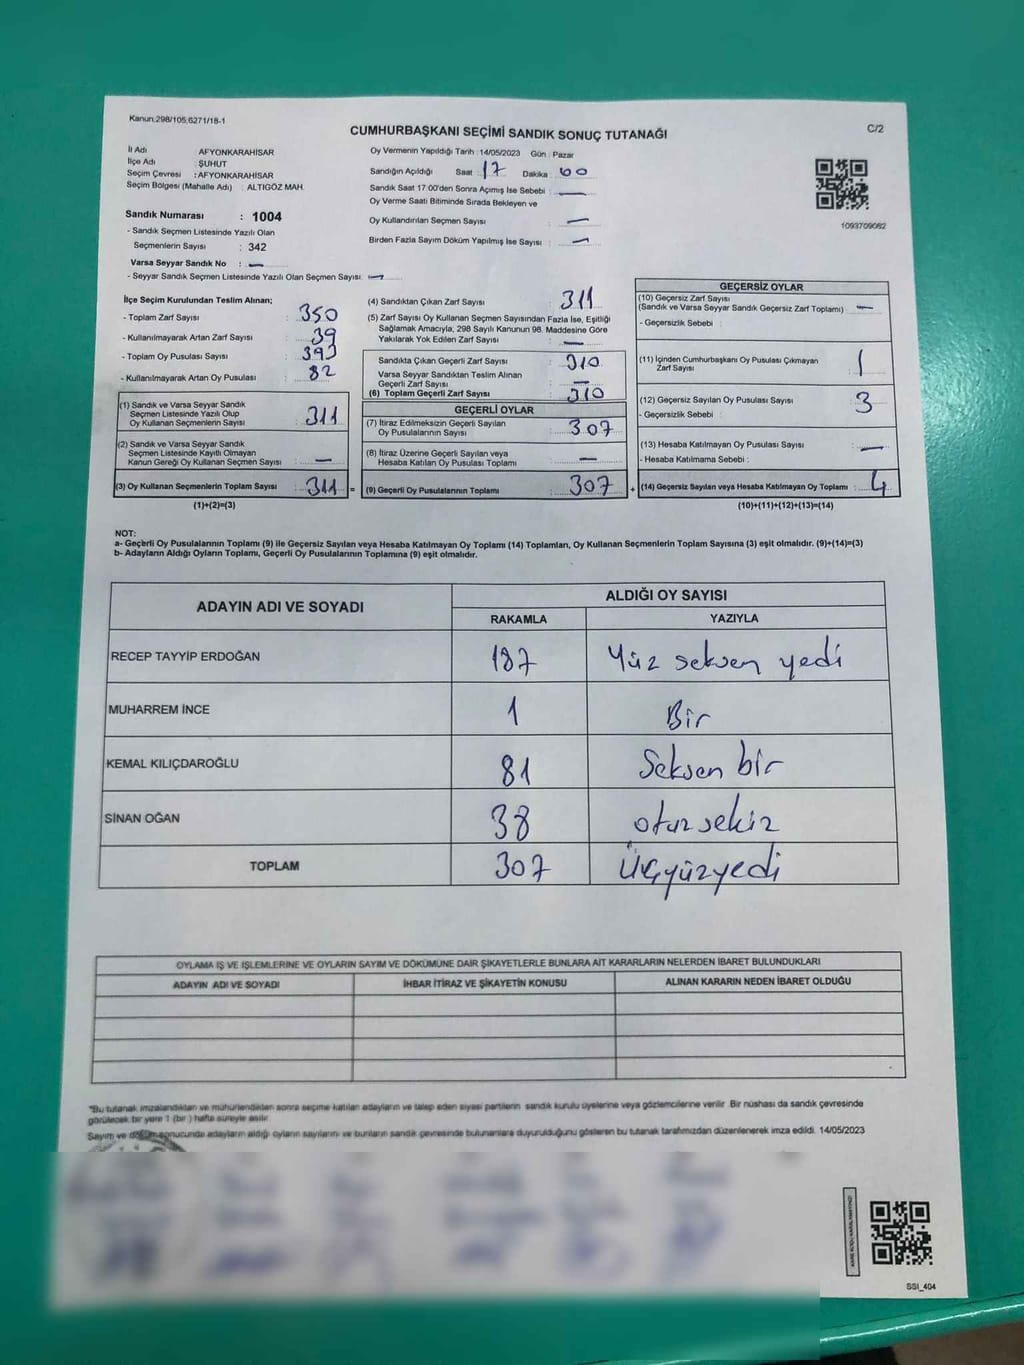 Kanun:298/105,6271/18-1
CUMHURBAŞKANI SEÇİMİ SANDIK SONUÇ TUTANAĞI
C/2
İl Adı AFYONKARAHİSAR
İlçe Adı : ŞUHUT
Seçim Çevresi : AFYONKARAHİSAR
Seçim Bölgesi (Mahalle Adı) : ALTIGÖZ MAH.
Oy Vermenin Yapıldığı Tarih :14/05/2023 Gün : Pazar
Sandığın Açıldığı Saat : 17 Dakika : 00
Sandık Saat 17:00'den Sonra Açımış İse Sebebi : —
Oy Verme Saati Bitiminde Sırada Bekleyen ve
Oy Kullandırılan Seçmen Sayısı : —
Birden Fazla Sayım Döküm Yapılmış İse Sayısı : —
1093709082
Sandık Numarası : 1004
- Sandık Seçmen Listesinde Yazılı Olan
Seçmenlerin Sayısı : 342
Varsa Seyyar Sandık No : —
- Seyyar Sandık Seçmen Listesinde Yazılı Olan Seçmen Sayısı: —
İlçe Seçim Kurulundan Teslim Alınan;
- Toplam Zarf Sayısı : 350
- Kullanılmayarak Artan Zarf Sayısı : 39
- Toplam Oy Pusulası Sayısı : 393
- Kullanılmayarak Artan Oy Pusulası : 82
(1) Sandık ve Varsa Seyyar Sandık
Seçmen Listesinde Yazılı Olup
Oy Kullanan Seçmenlerin Sayısı : 311
(2) Sandık ve Varsa Seyyar Sandık
Seçmen Listesinde Kayıtlı Olmayan
Kanun Gereği Oy Kullanan Seçmen Sayısı : —
(3) Oy Kullanan Seçmenlerin Toplam Sayısı : 311 =
(1)+(2)=(3)
(4) Sandıktan Çıkan Zarf Sayısı : 311
(5) Zarf Sayısı Oy Kullanan Seçmen Sayısından Fazla İse, Eşitliği
Sağlamak Amacıyla, 298 Sayılı Kanunun 98. Maddesine Göre
Yakılarak Yok Edilen Zarf Sayısı : —
Sandıkta Çıkan Geçerli Zarf Sayısı : 310
Varsa Seyyar Sandıktan Teslim Alınan
Geçerli Zarf Sayısı : —
(6) Toplam Geçerli Zarf Sayısı : 310
GEÇERLİ OYLAR
(7) İtiraz Edilmeksizin Geçerli Sayılan
Oy Pusulalarının Sayısı : 307
(8) İtiraz Üzerine Geçerli Sayılan veya
Hesaba Katılan Oy Pusulası Toplamı : —
(9) Geçerli Oy Pusulalarının Toplamı : 307 +
GEÇERSİZ OYLAR
(10) Geçersiz Zarf Sayısı
(Sandık ve Varsa Seyyar Sandık Geçersiz Zarf Toplamı) : —
- Geçersizlik Sebebi :
(11) İçinden Cumhurbaşkanı Oy Pusulası Çıkmayan
Zarf Sayısı : 1
(12) Geçersiz Sayılan Oy Pusulası Sayısı : 3
- Geçersizlik Sebebi :
(13) Hesaba Katılmayan Oy Pusulası Sayısı : —
- Hesaba Katılmama Sebebi :
(14) Geçersiz Sayılan veya Hesaba Katılmayan Oy Toplamı : 4
(10)+(11)+(12)+(13)=(14)
NOT:
a- Geçerli Oy Pusulalarının Toplamı (9) ile Geçersiz Sayılan veya Hesaba Katılmayan Oy Toplamı (14) Toplamları, Oy Kullanan Seçmenlerin Toplam Sayısına (3) eşit olmalıdır. (9)+(14)=(3)
b- Adayların Aldığı Oyların Toplamı, Geçerli Oy Pusulalarının Toplamına (9) eşit olmalıdır.
ADAYIN ADI VE SOYADI ALDIĞI OY SAYISI
RAKAMLA YAZIYLA
RECEP TAYYİP ERDOĞAN 187 Yüz seksen yedi
MUHARREM İNCE 1 Bir
KEMAL KILIÇDAROĞLU 81 Seksen bir
SİNAN OĞAN 38 otuz sekiz
TOPLAM 307 Üçyüzyedi
OYLAMA İŞ VE İŞLEMLERİNE VE OYLARIN SAYIM VE DÖKÜMÜNE DAİR ŞİKAYETLERLE BUNLARA AİT KARARLARIN NELERDEN İBARET BULUNDUKLARI
ADAYIN ADI VE SOYADI İHBAR İTİRAZ VE ŞİKAYETİN KONUSU ALINAN KARARIN NEDEN İBARET OLDUĞU
*Bu tutanak imzalandıktan ve mühürlendikten sonra seçime katılan adayların ve talep eden siyasi partilerin sandık kurulu üyelerine veya gözlemcilerine verilir. Bir nüshası da sandık çevresinde
görülecek bir yere 1 (bir) hafta süreyle asılır.
Sayım ve döküm sonucunda adayların aldığı oyların sayılarını ve bunların sandık çevresinde bulunanlara duyurulduğunu gösteren bu tutanak tarafımızdan düzenlenerek imza edildi. 14/05/2023
SSI_404